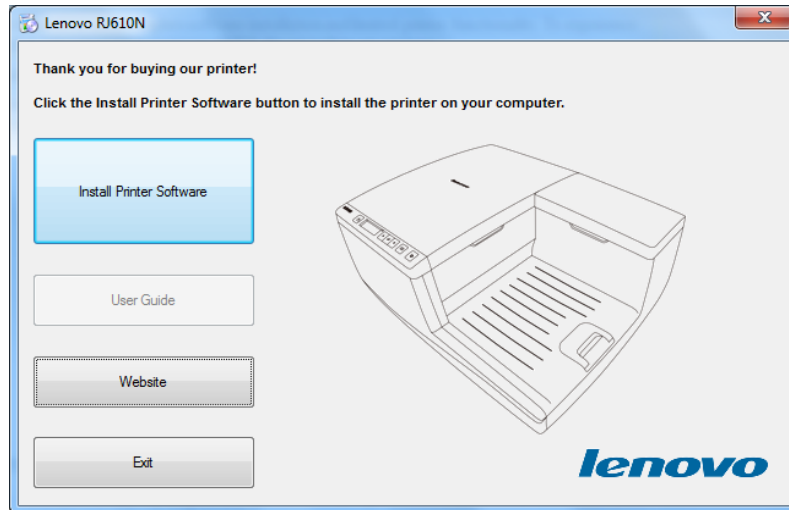 Lenovo RJ610N
Thank you for buying our printer!
Click the Install Printer Software button to install the printer on your computer.
Install Printer Software
User Guide
Website
Exit
lenovo